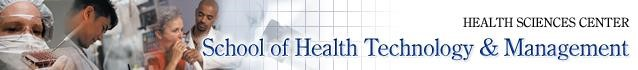 HEALTH SCIENCES CENTER
School of Health Technology & Management